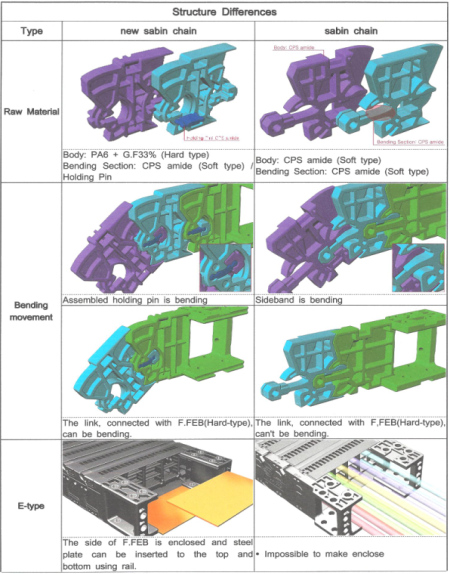 Structure Differences
Type
new sabin chain
sabin chain
Raw Material
Body: CPS amide
Holding Pin: CPS amide
Bending Section: CPS amide
Body: PA6 + G.F33% (Hard type)
Bending Section: CPS amide (Soft type) /
Holding Pin
Body: CPS amide (Soft type)
Bending Section: CPS amide (Soft type)
Bending
movement
Assembled holding pin is bending
Sideband is bending
The link, connected with F.FEB(Hard-type),
can be bending.
The link, connected with F,FEB(Hard-type),
can't be bending.
E-type
The side of F.FEB is enclosed and steel
plate can be inserted to the top and
bottom using rail.
• Impossible to make enclose